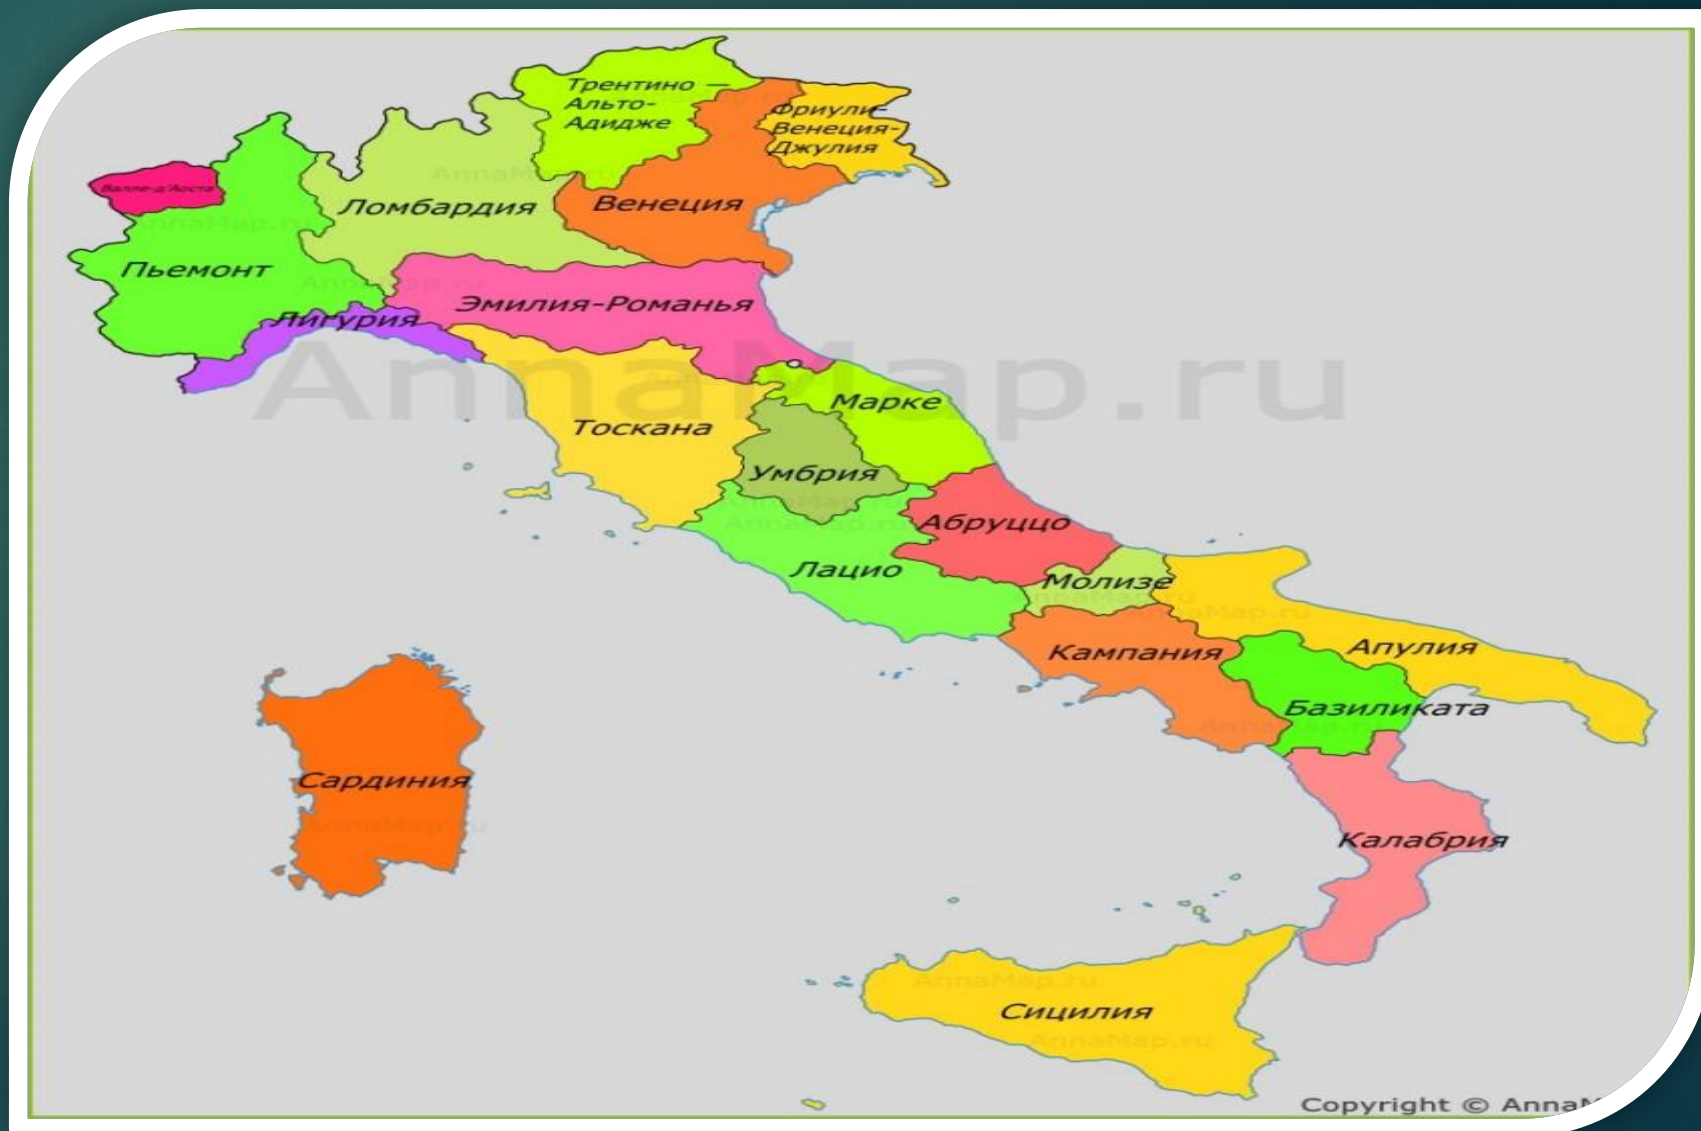 Трентино —
Альто-
Адидже
Фриули-
Венеция-
Джулия
Валле-д'Аоста
Ломбардия
Венеция
Пьемонт
Эмилия-Романья
Лигурия
AnnaMap.ru
Марке
Тоскана
Умбрия
Абруццо
Лацио
Молизе
Кампания
Апулия
Базиликата
Сардиния
Калабрия
Сицилия
Copyright © AnnaM